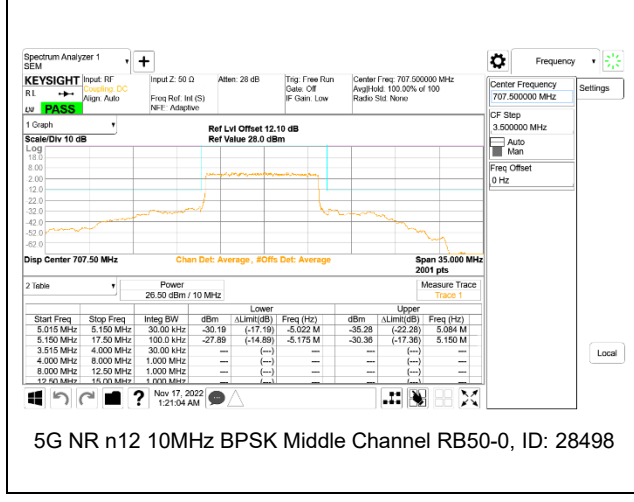 Spectrum Analyzer 1
SEM
+
Frequency
KEYSIGHT Input: RF Input Z: 50 Ω Atten: 28 dB Trig: Free Run Center Freq: 707.500000 MHz
RL Coupling: DC Gate: Off Avg|Hold: 100.00% of 100
Align: Auto Freq Ref: Int (S) IF Gain: Low Radio Std: None
LXI PASS NFE: Adaptive
Center Frequency
707.500000 MHz
Settings
CF Step
3.500000 MHz
Auto
Man
Freq Offset
0 Hz
Local
1 Graph
Ref Lvl Offset 12.10 dB
Scale/Div 10 dB Ref Value 28.0 dBm
Log
18.0
8.00
-2.00
-12.0
-22.0
-32.0
-42.0
-52.0
-62.0
Disp Center 707.50 MHz Chan Det: Average, #Offs Det: Average Span 35.000 MHz
2001 pts
2 Table Power Measure Trace
26.50 dBm / 10 MHz Trace 1
Lower Upper
Start Freq Stop Freq Integ BW dBm ΔLimit(dB) Freq (Hz) dBm ΔLimit(dB) Freq (Hz)
5.015 MHz 5.150 MHz 30.00 kHz -30.19 (-17.19) -5.022 M -35.28 (-22.28) 5.084 M
5.150 MHz 17.50 MHz 100.0 kHz -27.89 (-14.89) -5.175 M -30.36 (-17.36) 5.150 M
3.515 MHz 4.000 MHz 30.00 kHz --- (---) --- --- (---) ---
4.000 MHz 8.000 MHz 1.000 MHz --- (---) --- --- (---) ---
8.000 MHz 12.50 MHz 1.000 MHz --- (---) --- --- (---) ---
12.50 MHz 15.00 MHz 1.000 MHz --- (---) --- --- (---) ---
? Nov 17, 2022
1:21:04 AM
5G NR n12 10MHz BPSK Middle Channel RB50-0, ID: 28498